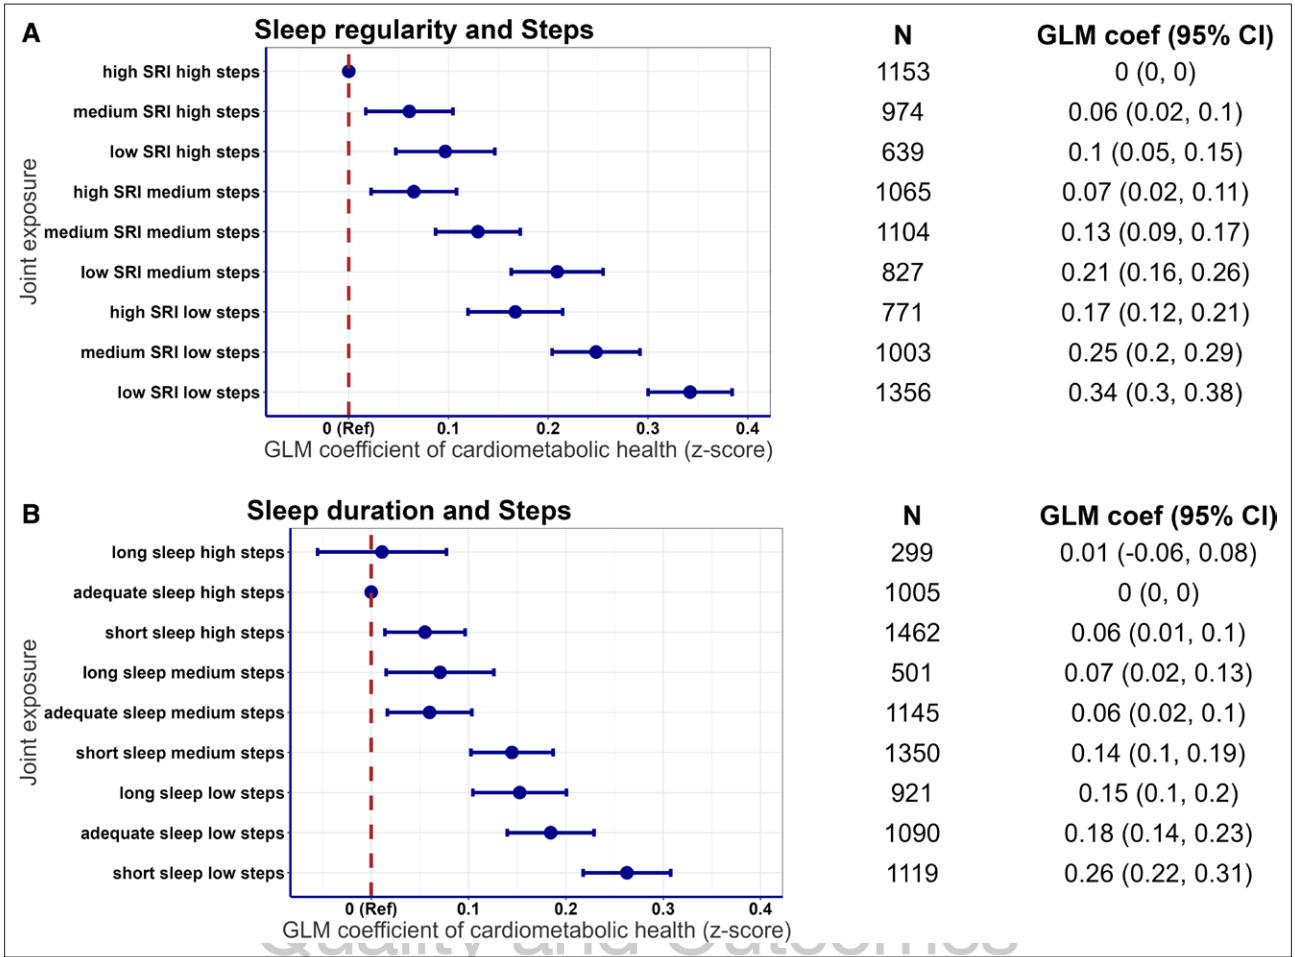 A
Sleep regularity and Steps
N GLM coef (95% CI)
high SRI high steps 1153 0 (0, 0)
medium SRI high steps 974 0.06 (0.02, 0.1)
low SRI high steps 639 0.1 (0.05, 0.15)
high SRI medium steps 1065 0.07 (0.02, 0.11)
medium SRI medium steps 1104 0.13 (0.09, 0.17)
low SRI medium steps 827 0.21 (0.16, 0.26)
high SRI low steps 771 0.17 (0.12, 0.21)
medium SRI low steps 1003 0.25 (0.2, 0.29)
low SRI low steps 1356 0.34 (0.3, 0.38)
Joint exposure
0 (Ref) 0.1 0.2 0.3 0.4
GLM coefficient of cardiometabolic health (z-score)
B
Sleep duration and Steps
N GLM coef (95% CI)
long sleep high steps 299 0.01 (-0.06, 0.08)
adequate sleep high steps 1005 0 (0, 0)
short sleep high steps 1462 0.06 (0.01, 0.1)
long sleep medium steps 501 0.07 (0.02, 0.13)
adequate sleep medium steps 1145 0.06 (0.02, 0.1)
short sleep medium steps 1350 0.14 (0.1, 0.19)
long sleep low steps 921 0.15 (0.1, 0.2)
adequate sleep low steps 1090 0.18 (0.14, 0.23)
short sleep low steps 1119 0.26 (0.22, 0.31)
Joint exposure
0 (Ref) 0.1 0.2 0.3 0.4
GLM coefficient of cardiometabolic health (z-score)
Quality and Outcomes